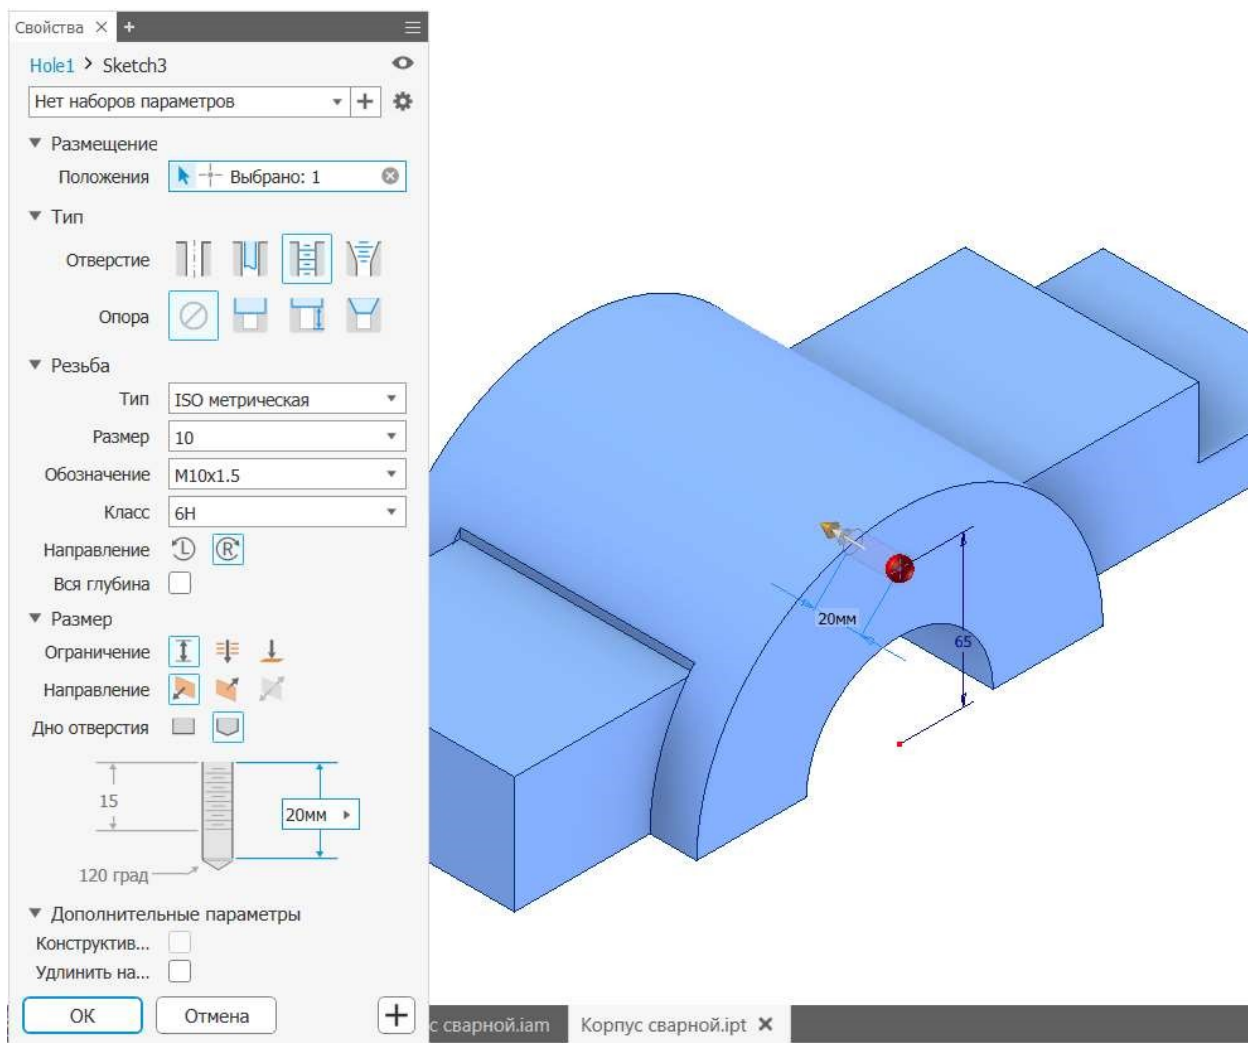 Свойства
Hole1 > Sketch3
Нет наборов параметров
Размещение
Положения Выбрано: 1
Тип
Отверстие
Опора
Резьба
Тип ISO метрическая
Размер 10
Обозначение M10x1.5
Класс 6H
Направление L R
Вся глубина
Размер
Ограничение
Направление
Дно отверстия
15
20мм
120 град
Дополнительные параметры
Конструктив...
Удлинить на...
OK Отмена
20мм
65
с сварной.iam Корпус сварной.ipt